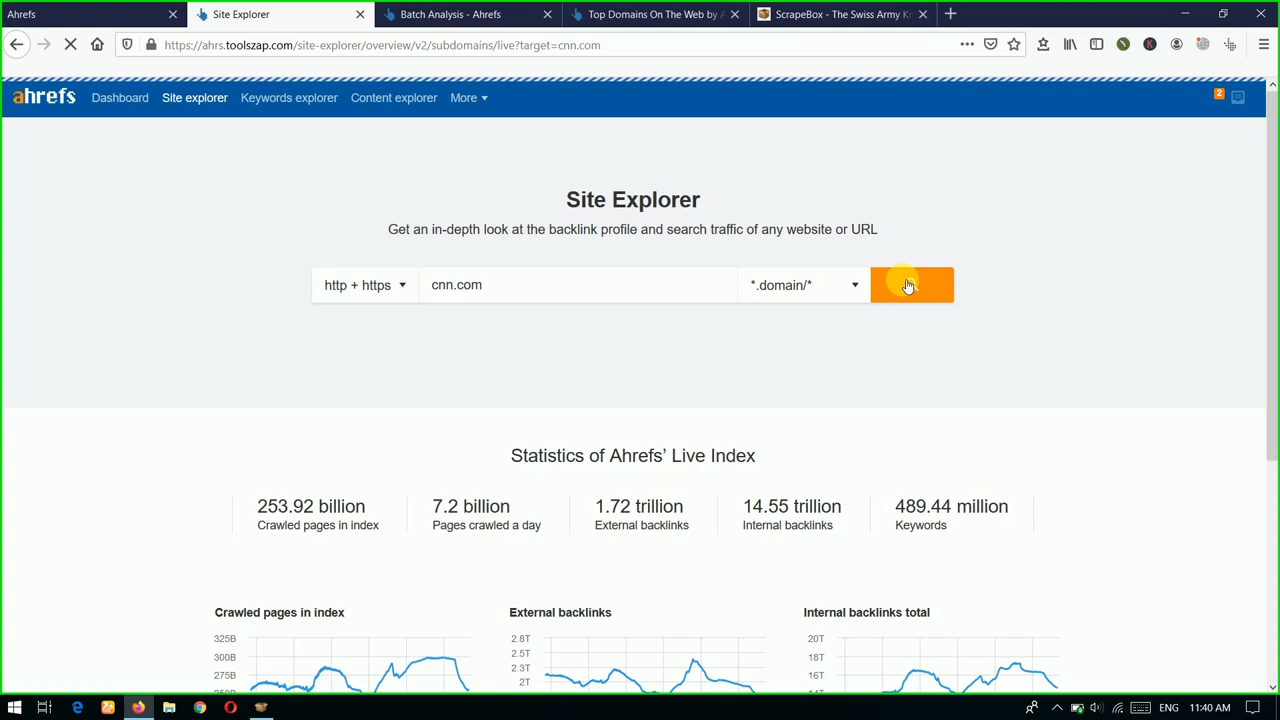 Ahrefs
Site Explorer
Batch Analysis - Ahrefs
Top Domains On The Web by A
ScrapeBox - The Swiss Army Kn
https://ahrs.toolszap.com/site-explorer/overview/v2/subdomains/live?target=cnn.com
ahrefs
Dashboard
Site explorer
Keywords explorer
Content explorer
More
2
Site Explorer
Get an in-depth look at the backlink profile and search traffic of any website or URL
http + https
cnn.com
*.domain/*
Statistics of Ahrefs' Live Index
253.92 billion
Crawled pages in index
7.2 billion
Pages crawled a day
1.72 trillion
External backlinks
14.55 trillion
Internal backlinks
489.44 million
Keywords
Crawled pages in index
325B
300B
275B
External backlinks
2.8T
2.5T
2.3T
2T
Internal backlinks total
20T
18T
16T
ENG
11:40 AM